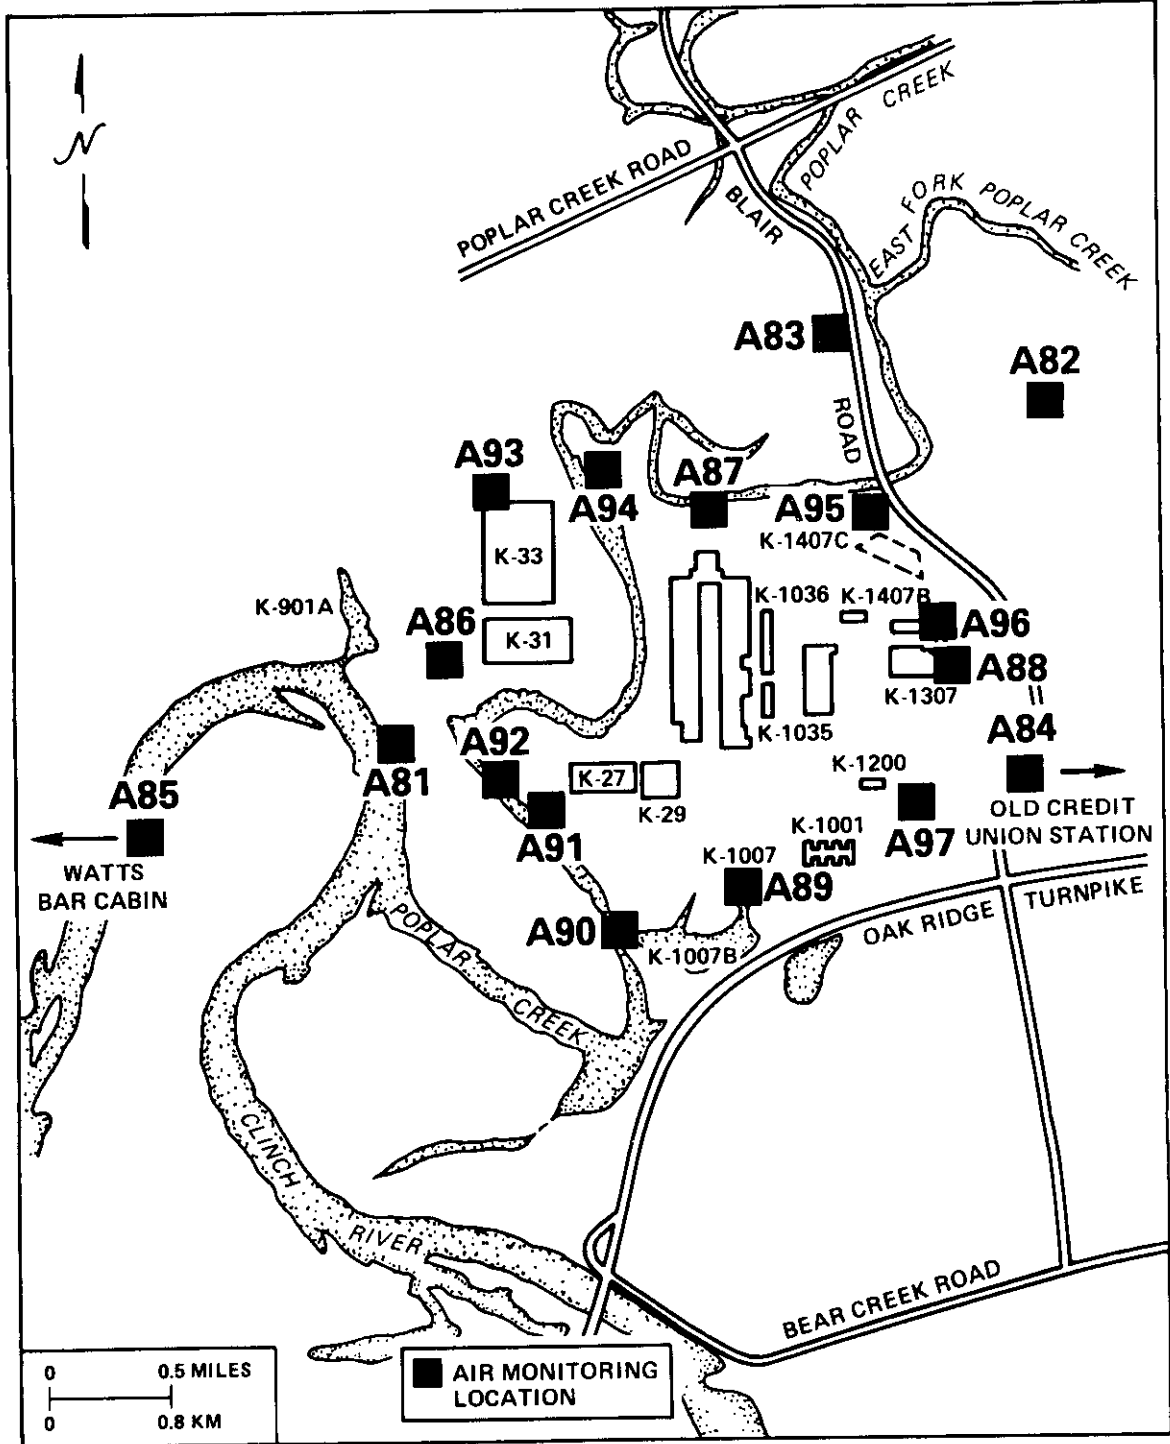 N
POPLAR CREEK ROAD
POPLAR CREEK
BLAIR
EAST FORK POPLAR CREEK
A83
A82
ROAD
A93
A94
A87
A95
K-1407C
K-33
K-901A
A86
K-31
K-1036
K-1407B
A96
A88
K-1307
K-1035
A84
A92
A81
K-27
K-29
K-1200
A85
A91
A97
OLD CREDIT
UNION STATION
K-1001
WATTS
BAR CABIN
K-1007
A89
POPLAR
CREEK
A90
K-1007B
OAK RIDGE TURNPIKE
CLINCH
RIVER
BEAR CREEK ROAD
0 0.5 MILES
0 0.8 KM
AIR MONITORING
LOCATION